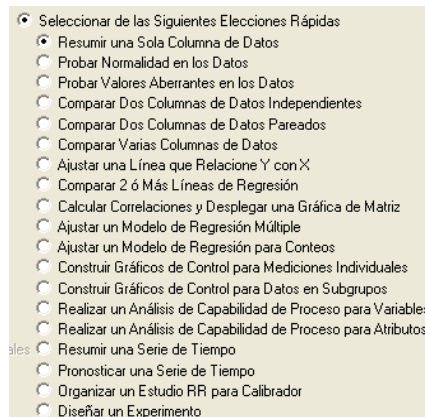 Seleccionar de las Siguientes Elecciones Rápidas
Resumir una Sola Columna de Datos
Probar Normalidad en los Datos
Probar Valores Aberrantes en los Datos
Comparar Dos Columnas de Datos Independientes
Comparar Dos Columnas de Datos Pareados
Comparar Varias Columnas de Datos
Ajustar una Línea que Relacione Y con X
Comparar 2 ó Más Líneas de Regresión
Calcular Correlaciones y Desplegar una Gráfica de Matriz
Ajustar un Modelo de Regresión Múltiple
Ajustar un Modelo de Regresión para Conteos
Construir Gráficos de Control para Mediciones Individuales
Construir Gráficos de Control para Datos en Subgrupos
Realizar un Análisis de Capabilidad de Proceso para Variables
Realizar un Análisis de Capabilidad de Proceso para Atributos
ales Resumir una Serie de Tiempo
Pronosticar una Serie de Tiempo
Organizar un Estudio RR para Calibrador
Diseñar un Experimento